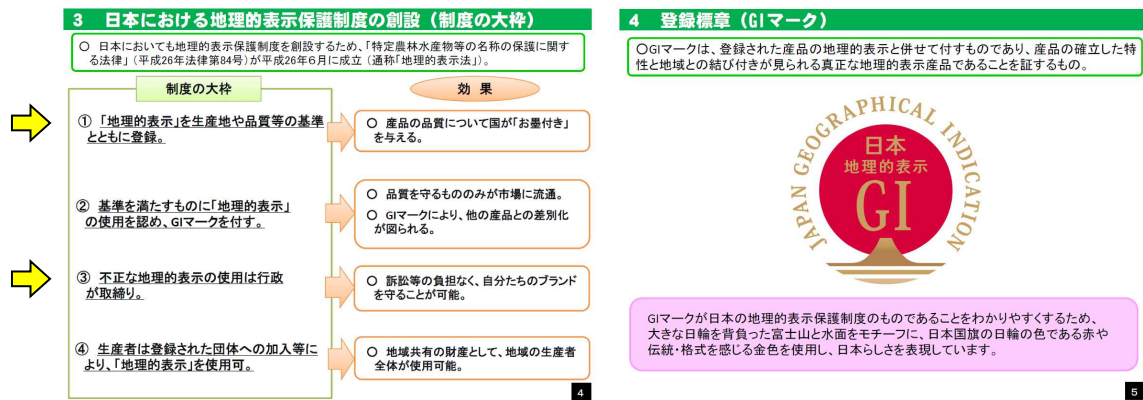 3 日本における地理的表示保護制度の創設（制度の大枠）
○ 日本においても地理的表示保護制度を創設するため、「特定農林水産物等の名称の保護に関す
る法律」（平成26年法律第84号）が平成26年６月に成立（通称「地理的表示法」）。
制度の大枠
効 果
① 「地理的表示」を生産地や品質等の基準
とともに登録。
○ 産品の品質について国が「お墨付き」
を与える。
② 基準を満たすものに「地理的表示」
の使用を認め、GIマークを付す。
○ 品質を守るもののみが市場に流通。
○ GIマークにより、他の産品との差別化
が図られる。
③ 不正な地理的表示の使用は行政
が取締り。
○ 訴訟等の負担なく、自分たちのブランド
を守ることが可能。
④ 生産者は登録された団体への加入等に
より、「地理的表示」を使用可。
○ 地域共有の財産として、地域の生産者
全体が使用可能。
4
4 登録標章（GIマーク）
○GIマークは、登録された産品の地理的表示と併せて付すものであり、産品の確立した特
性と地域との結び付きが見られる真正な地理的表示産品であることを証するもの。
JAPAN GEOGRAPHICAL INDICATION
日本
地理的表示
GI
GIマークが日本の地理的表示保護制度のものであることをわかりやすくするため、
大きな日輪を背負った富士山と水面をモチーフに、日本国旗の日輪の色である赤や
伝統・格式を感じる金色を使用し、日本らしさを表現しています。
5